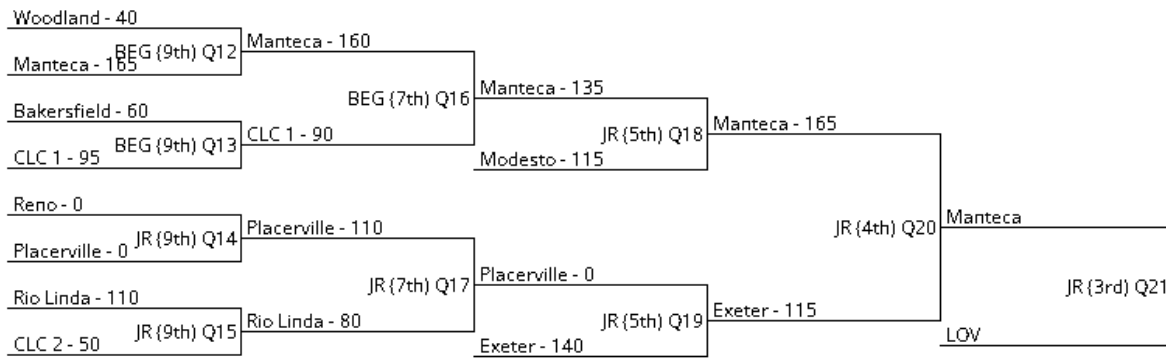 Woodland - 40
BEG (9th) Q12
Manteca - 165
Manteca - 160
Bakersfield - 60
BEG (9th) Q13
CLC 1 - 95
CLC 1 - 90
BEG (7th) Q16
Manteca - 135
JR (5th) Q18
Modesto - 115
Manteca - 165
Reno - 0
JR (9th) Q14
Placerville - 0
Placerville - 110
Rio Linda - 110
JR (9th) Q15
CLC 2 - 50
Rio Linda - 80
JR (7th) Q17
Placerville - 0
JR (5th) Q19
Exeter - 140
Exeter - 115
JR (4th) Q20
Manteca
JR (3rd) Q21
LOV